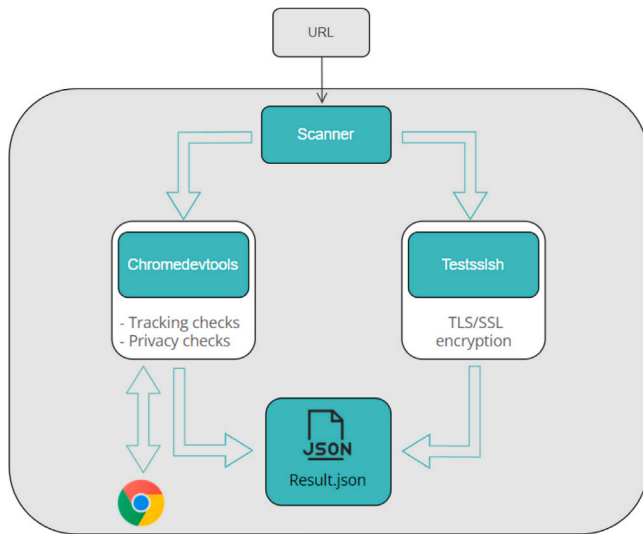 URL
Scanner
Chromedevtools
- Tracking checks
- Privacy checks
Testsslsh
TLS/SSL
encryption
JSON
Result.json